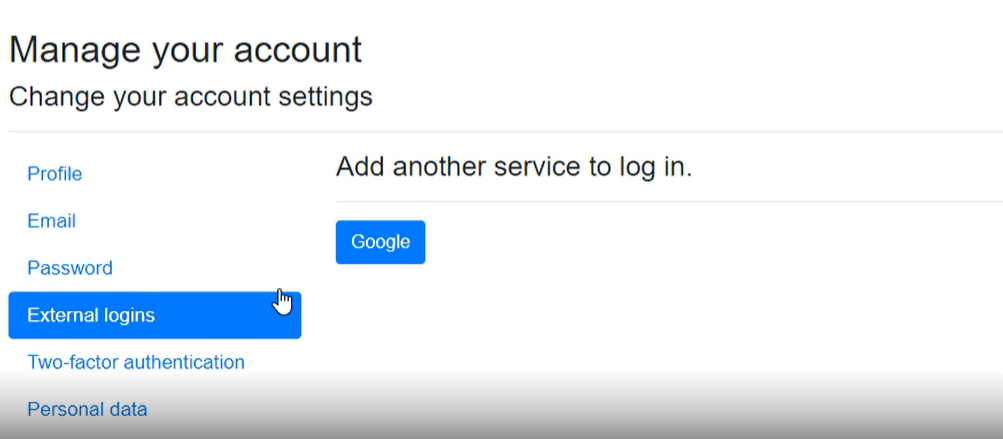 Manage your account
Change your account settings
Profile
Email
Password
External logins
Two-factor authentication
Personal data
Add another service to log in.
Google